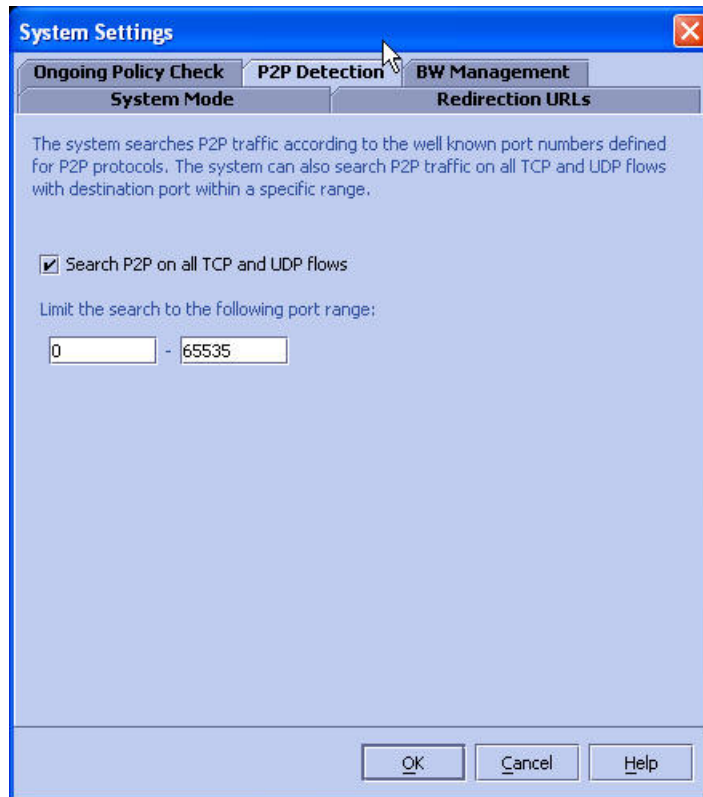 System Settings
Ongoing Policy Check P2P Detection BW Management
System Mode Redirection URLs
The system searches P2P traffic according to the well known port numbers defined
for P2P protocols. The system can also search P2P traffic on all TCP and UDP flows
with destination port within a specific range.
Search P2P on all TCP and UDP flows
Limit the search to the following port range:
0 - 65535
OK Cancel Help